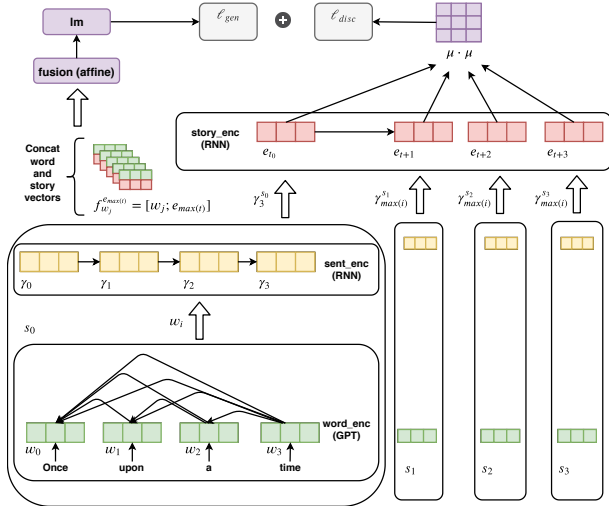 lm
ℓgen
ℓdisc
fusion (affine)
μ · μ
story_enc
(RNN)
e_{t_0}
e_{t+1}
e_{t+2}
e_{t+3}
Concat
word
and
story
vectors
f_{w_j}^{e_{max(t)}} = [w_j; e_{max(t)}]
γ_3^{s_0}
γ_{max(i)}^{s_1}
γ_{max(i)}^{s_2}
γ_{max(i)}^{s_3}
sent_enc
(RNN)
γ_0
γ_1
γ_2
γ_3
w_i
s_0
word_enc
(GPT)
w_0
w_1
w_2
w_3
Once
upon
a
time
s_1
s_2
s_3